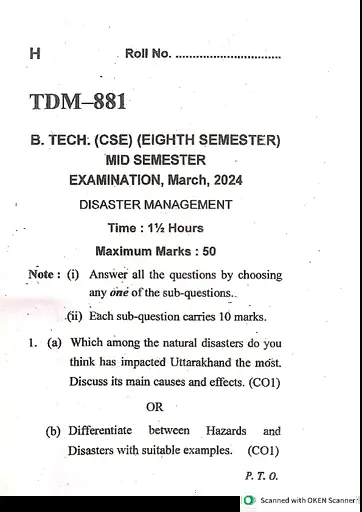 H Roll No. ..............................
TDM–881
B. TECH. (CSE) (EIGHTH SEMESTER)
MID SEMESTER
EXAMINATION, March, 2024
DISASTER MANAGEMENT
Time : 1½ Hours
Maximum Marks : 50
Note : (i) Answer all the questions by choosing
any one of the sub-questions.
(ii) Each sub-question carries 10 marks.
1. (a) Which among the natural disasters do you
think has impacted Uttarakhand the most.
Discuss its main causes and effects. (CO1)
OR
(b) Differentiate between Hazards and
Disasters with suitable examples. (CO1)
P. T. O.
Scanned with OKEN Scanner